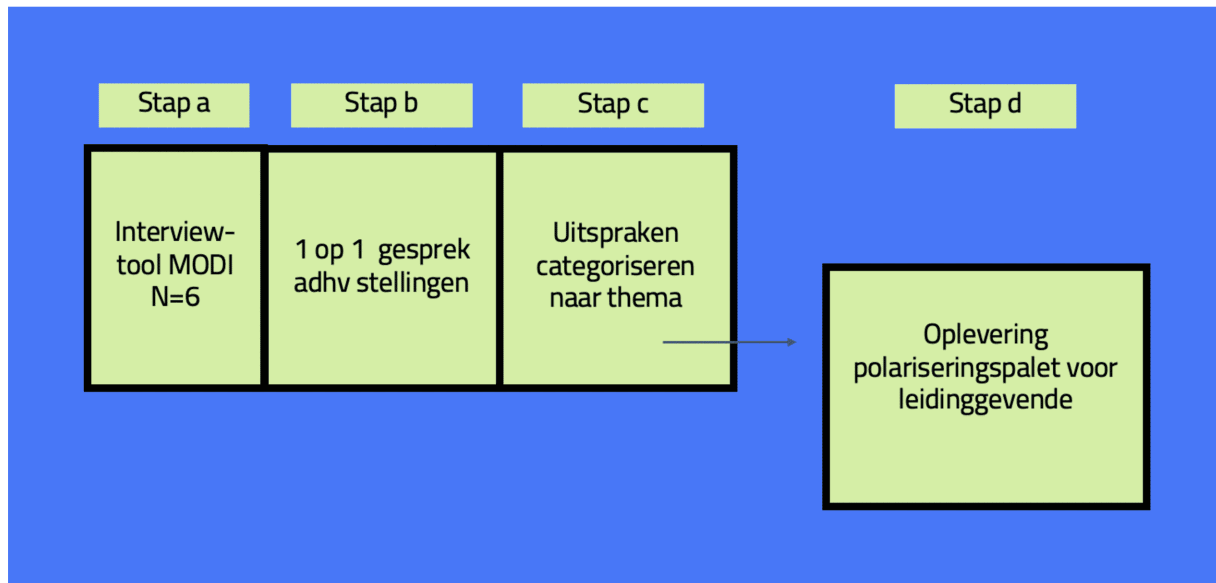 Stap a
Stap b
Stap c
Stap d
Interview-
tool MODI
N=6
1 op 1 gesprek
adhv stellingen
Uitspraken
categoriseren
naar thema
Oplevering
polariseringspalet voor
leidinggevende